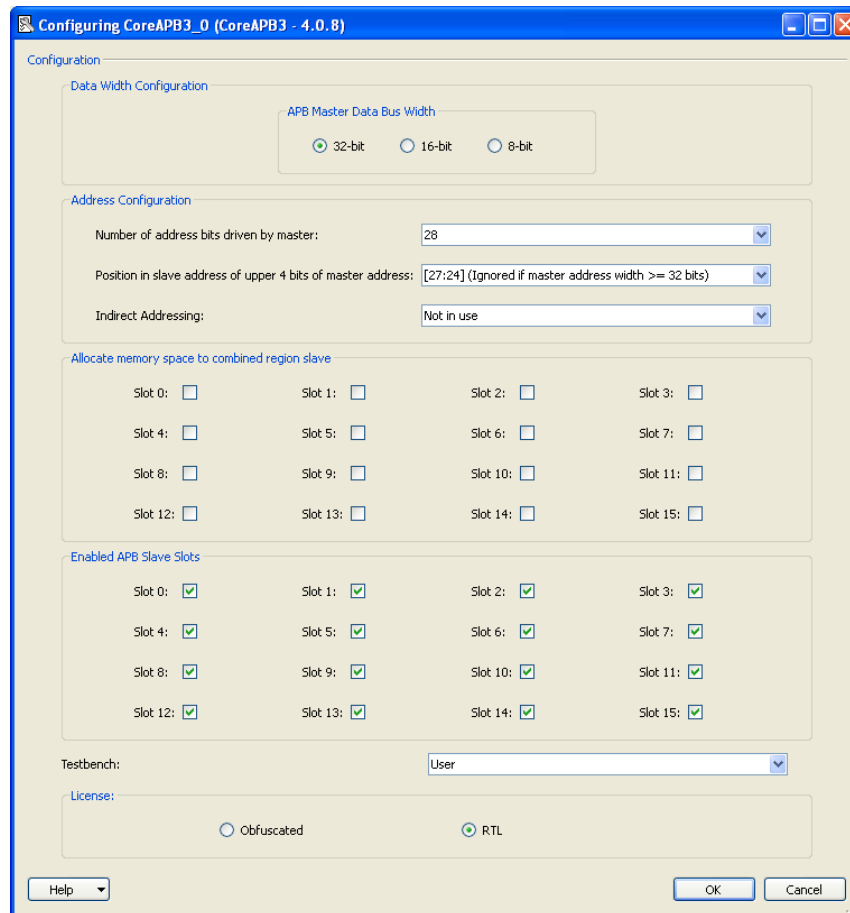 Configuring CoreAPB3_0 (CoreAPB3 - 4.0.8)
Configuration
Data Width Configuration
APB Master Data Bus Width
32-bit 16-bit 8-bit
Address Configuration
Number of address bits driven by master: 28
Position in slave address of upper 4 bits of master address: [27:24] (Ignored if master address width >= 32 bits)
Indirect Addressing: Not in use
Allocate memory space to combined region slave
Slot 0: Slot 1: Slot 2: Slot 3:
Slot 4: Slot 5: Slot 6: Slot 7:
Slot 8: Slot 9: Slot 10: Slot 11:
Slot 12: Slot 13: Slot 14: Slot 15:
Enabled APB Slave Slots
Slot 0: Slot 1: Slot 2: Slot 3:
Slot 4: Slot 5: Slot 6: Slot 7:
Slot 8: Slot 9: Slot 10: Slot 11:
Slot 12: Slot 13: Slot 14: Slot 15:
Testbench: User
License:
Obfuscated RTL
Help OK Cancel